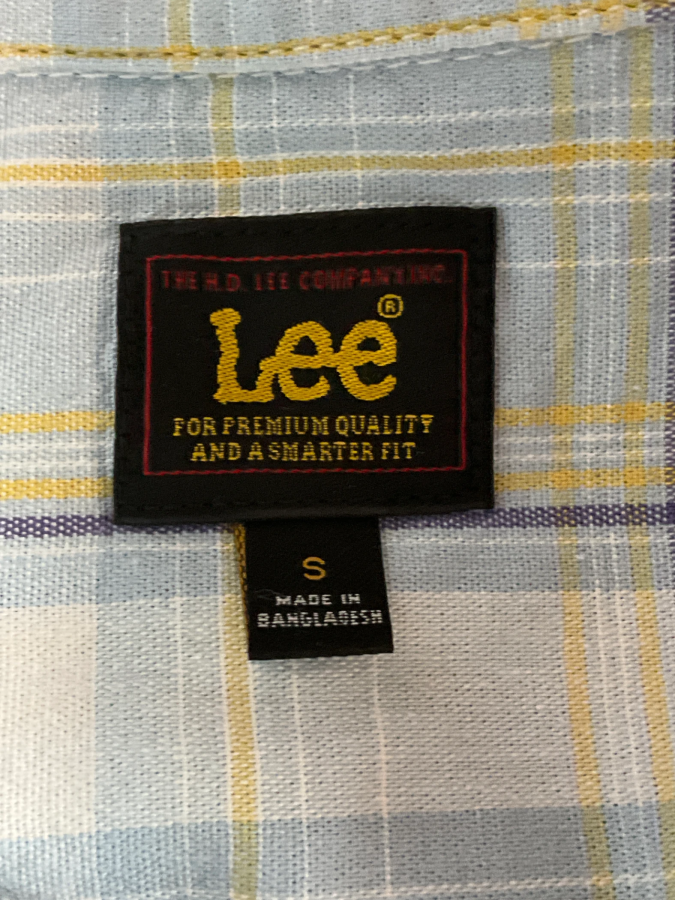 THE H.D. LEE COMPANY, INC.
Lee®
FOR PREMIUM QUALITY
AND A SMARTER FIT
S
MADE IN
BANGLADESH